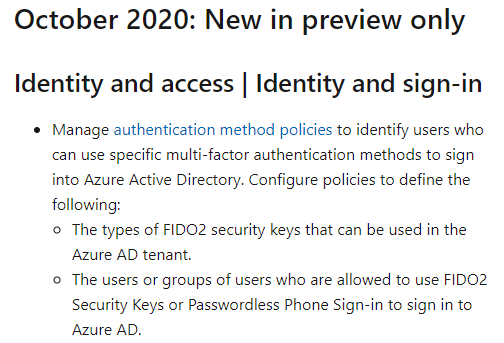 October 2020: New in preview only
Identity and access | Identity and sign-in
• Manage authentication method policies to identify users who
can use specific multi-factor authentication methods to sign
into Azure Active Directory. Configure policies to define the
following:
○ The types of FIDO2 security keys that can be used in the
Azure AD tenant.
○ The users or groups of users who are allowed to use FIDO2
Security Keys or Passwordless Phone Sign-in to sign in to
Azure AD.